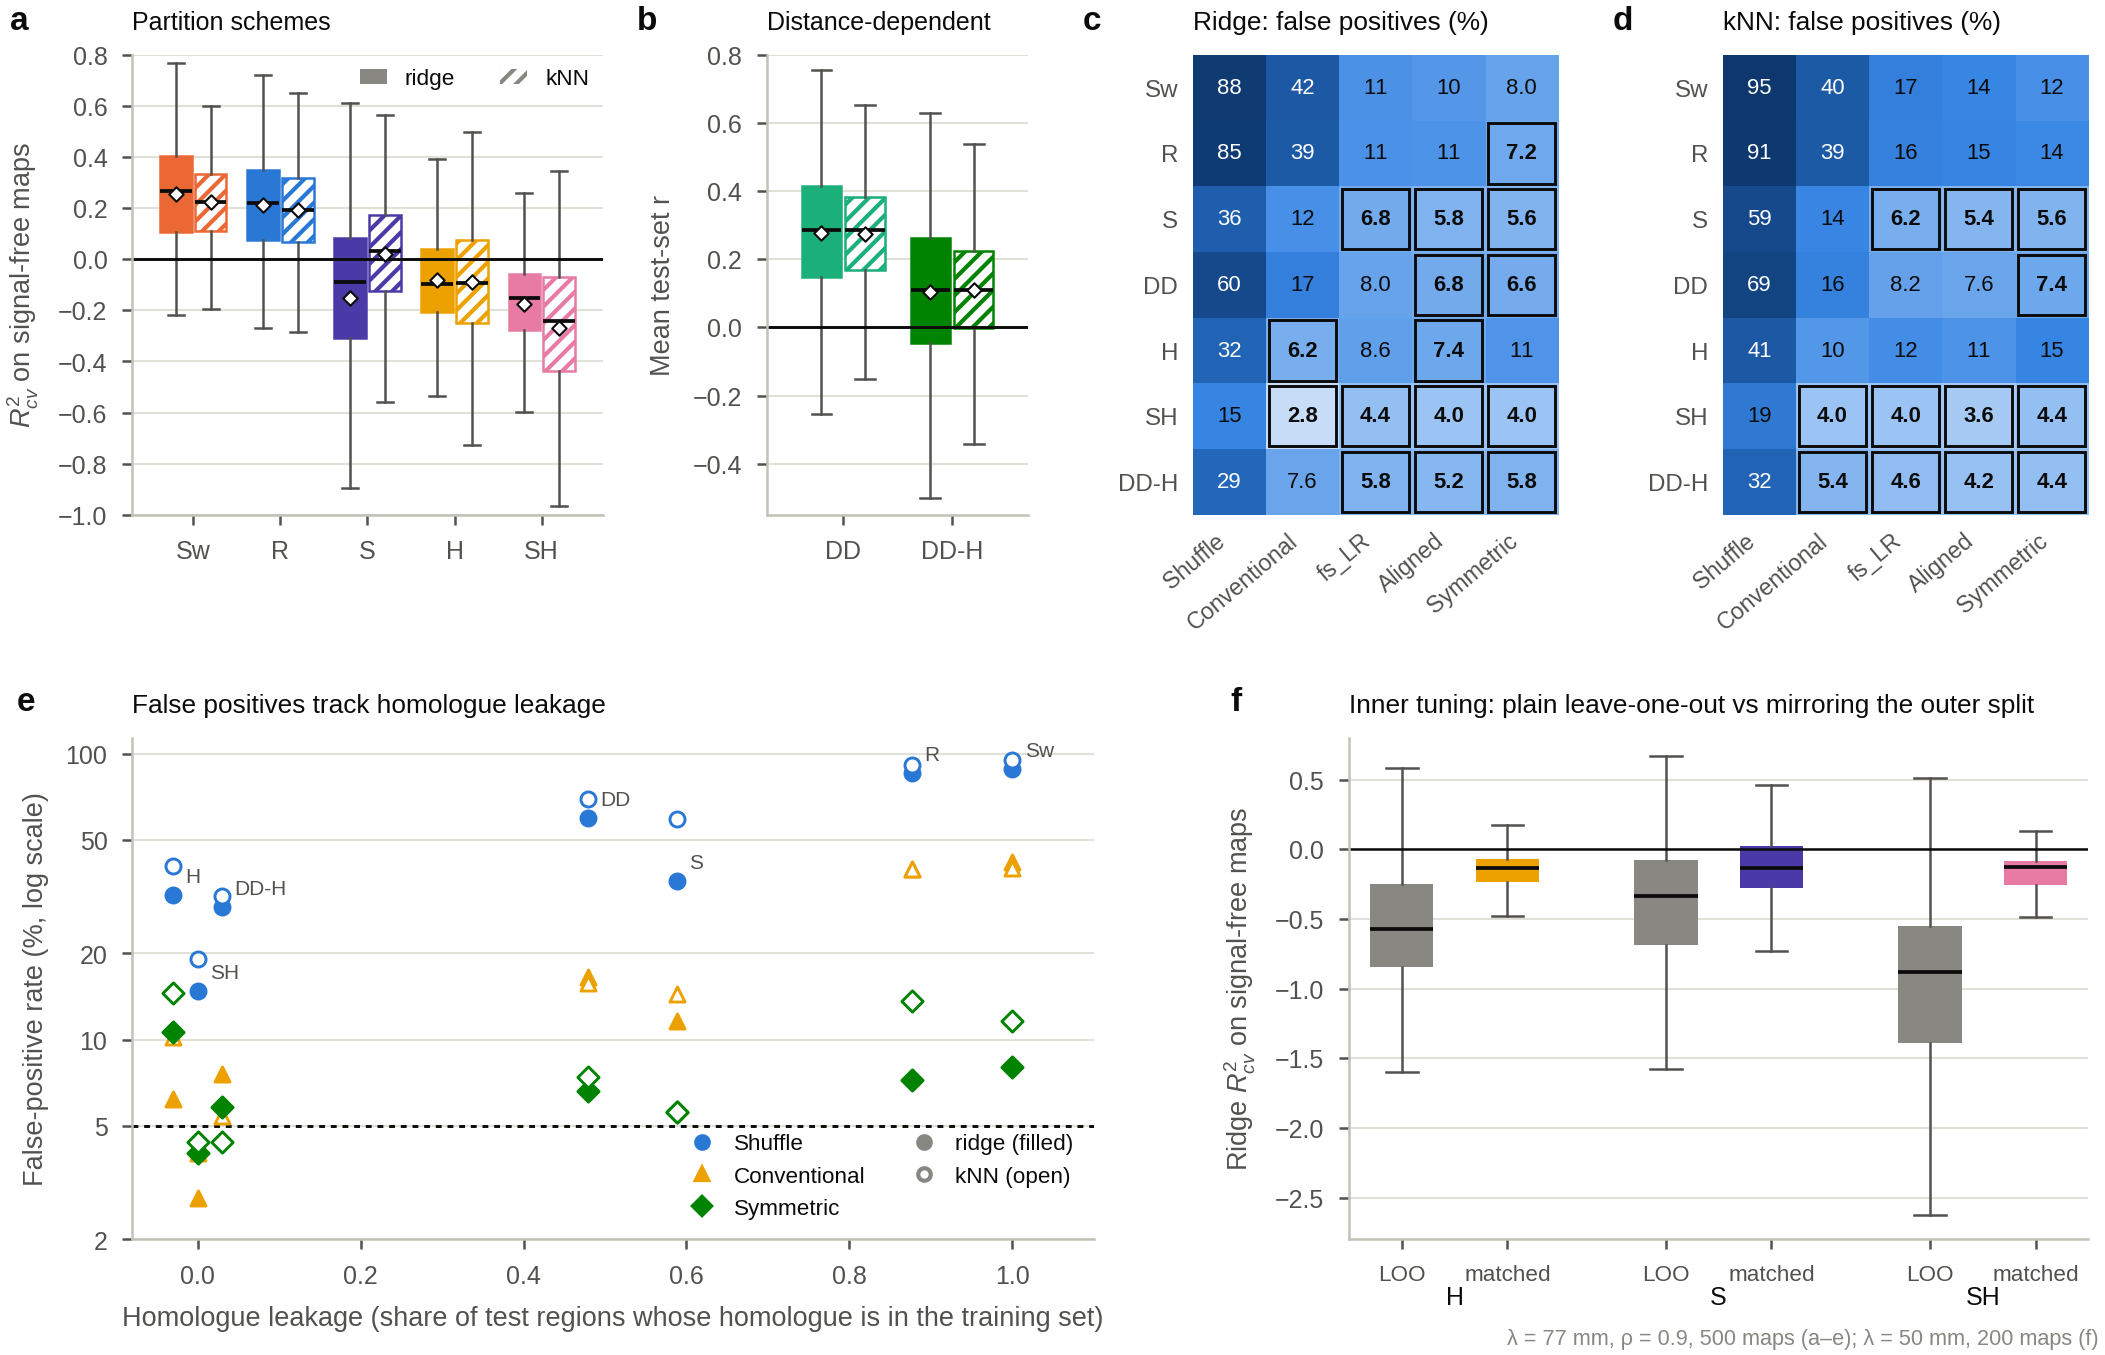 a
Partition schemes
ridge
kNN
0.8
0.6
0.4
0.2
0.0
−0.2
−0.4
−0.6
−0.8
−1.0
R²cv on signal-free maps
Sw R S H SH
b
Distance-dependent
0.8
0.6
0.4
0.2
0.0
−0.2
−0.4
Mean test-set r
DD DD-H
c
Ridge: false positives (%)
Sw 88 42 11 10 8.0
R 85 39 11 11 7.2
S 36 12 6.8 5.8 5.6
DD 60 17 8.0 6.8 6.6
H 32 6.2 8.6 7.4 11
SH 15 2.8 4.4 4.0 4.0
DD-H 29 7.6 5.8 5.2 5.8
Shuffle Conventional fs_LR Aligned Symmetric
d
kNN: false positives (%)
Sw 95 40 17 14 12
R 91 39 16 15 14
S 59 14 6.2 5.4 5.6
DD 69 16 8.2 7.6 7.4
H 41 10 12 11 15
SH 19 4.0 4.0 3.6 4.4
DD-H 32 5.4 4.6 4.2 4.4
Shuffle Conventional fs_LR Aligned Symmetric
e
False positives track homologue leakage
100
50
20
10
5
2
False-positive rate (%, log scale)
H
DD-H
SH
DD
S
R
Sw
Shuffle
Conventional
Symmetric
ridge (filled)
kNN (open)
0.0 0.2 0.4 0.6 0.8 1.0
Homologue leakage (share of test regions whose homologue is in the training set)
f
Inner tuning: plain leave-one-out vs mirroring the outer split
0.5
0.0
−0.5
−1.0
−1.5
−2.0
−2.5
Ridge R²cv on signal-free maps
LOO matched LOO matched LOO matched
H S SH
λ = 77 mm, ρ = 0.9, 500 maps (a–e); λ = 50 mm, 200 maps (f)